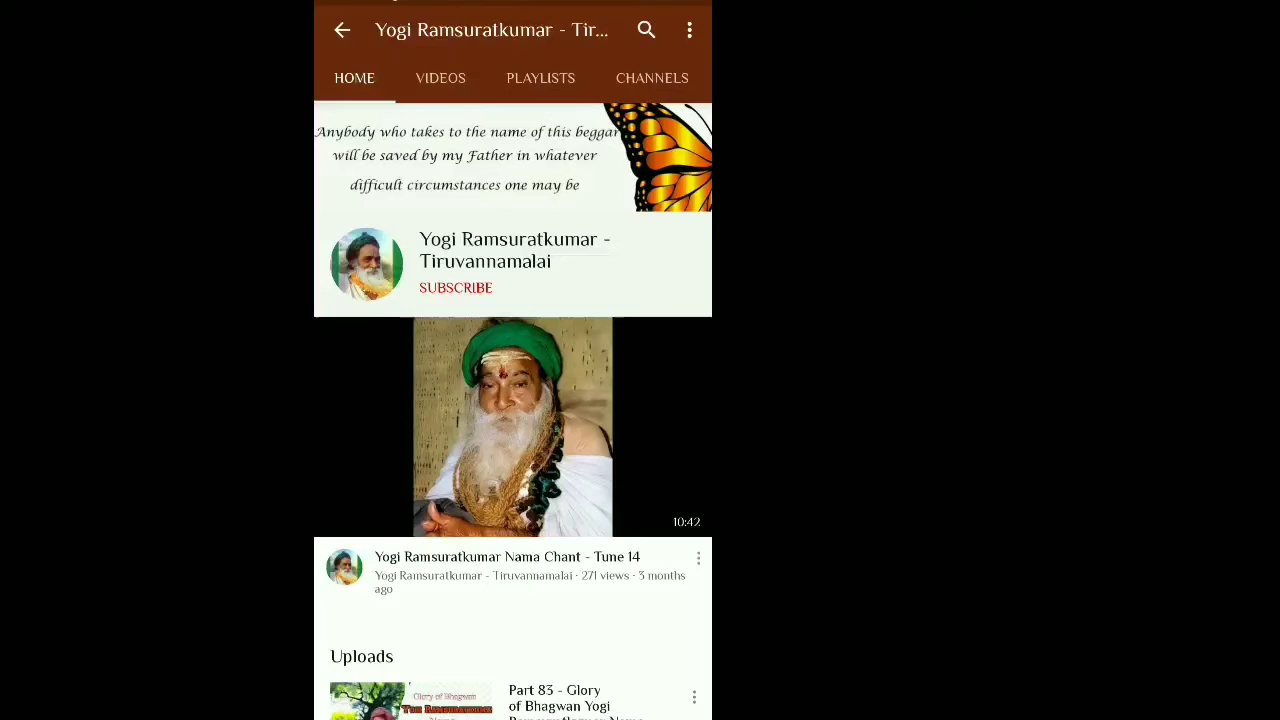 Yogi Ramsuratkumar - Tir...
HOME VIDEOS PLAYLISTS CHANNELS
Anybody who takes to the name of this beggar
will be saved by my Father in whatever
difficult circumstances one may be
Yogi Ramsuratkumar -
Tiruvannamalai
SUBSCRIBE
10:42
Yogi Ramsuratkumar Nama Chant - Tune 14
Yogi Ramsuratkumar - Tiruvannamalai · 271 views · 3 months
ago
Uploads
Glory of Bhagwan
YOGI RAMSURATKUMAR
Part 83 - Glory
of Bhagwan Yogi
Ramsuratkumar Nama